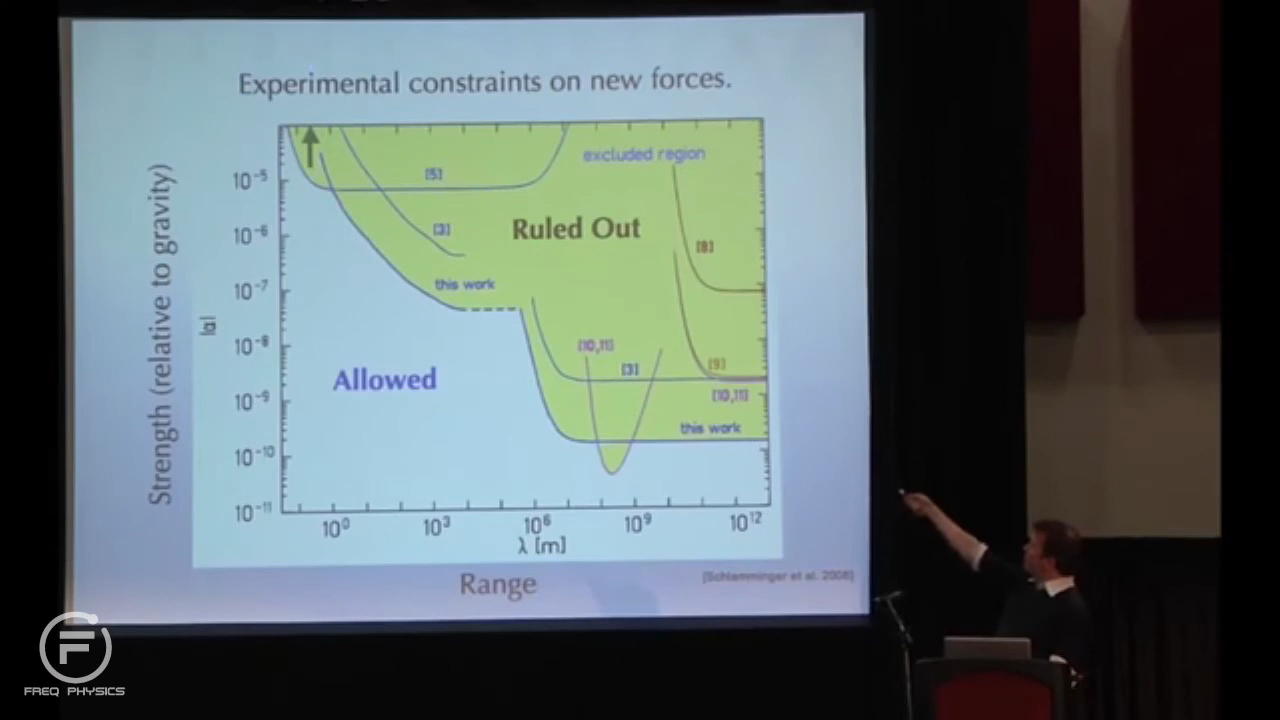 Experimental constraints on new forces.
excluded region
[5]
10⁻⁵
Ruled Out
[3]
10⁻⁶
[8]
this work
10⁻⁷
|α|
10⁻⁸
[10,11]
[3]
[9]
Allowed
[10,11]
10⁻⁹
this work
10⁻¹⁰
10⁻¹¹
10⁰
10³
10⁶
10⁹
10¹²
λ [m]
Strength (relative to gravity)
Range
[Schlamminger et al. 2008]
F
FREQ PHYSICS